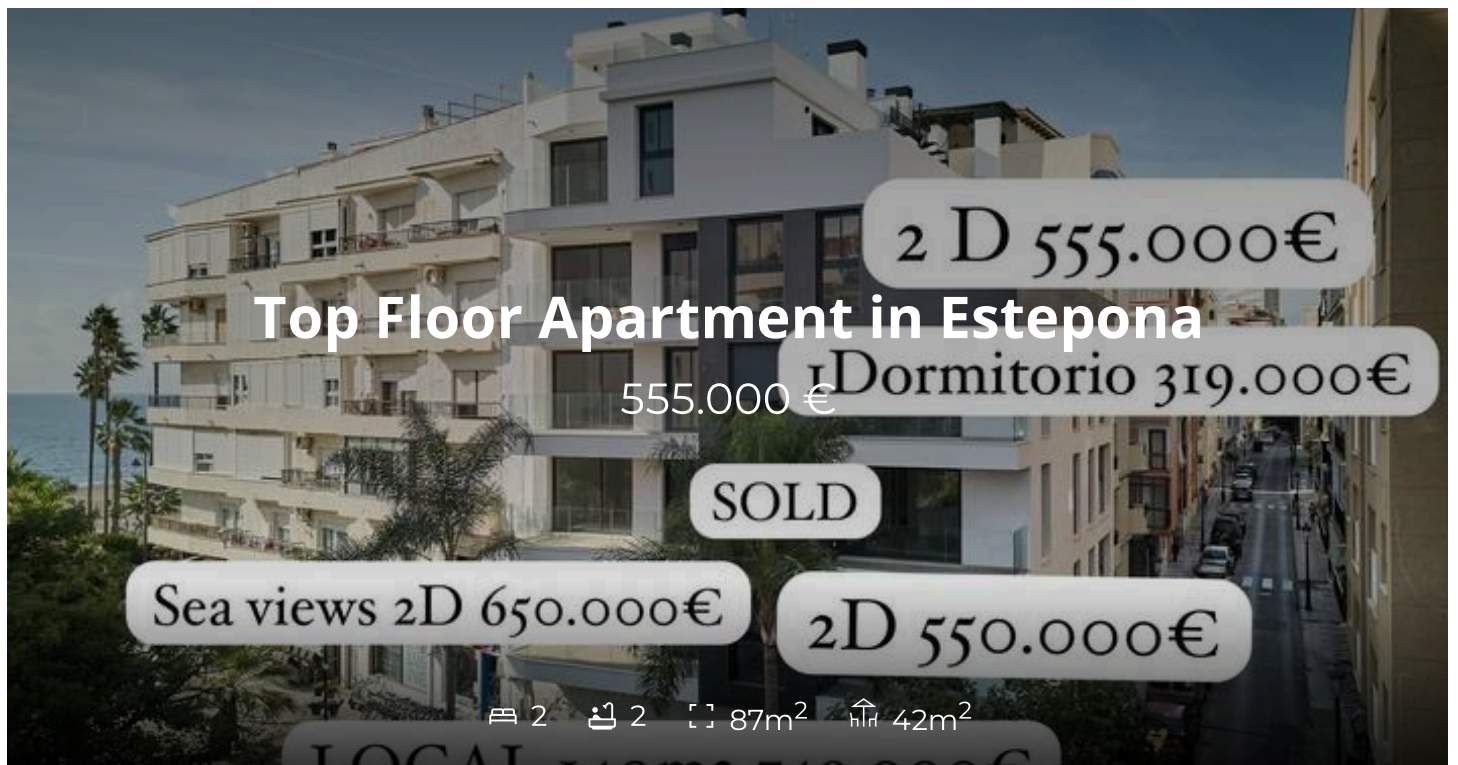 2 D 555.000€
Top Floor Apartment in Estepona
1Dormitorio 319.000€
555.000 €
SOLD
Sea views 2D 650.000€
2D 550.000€
2 2 87m² 42m²
LOCAL